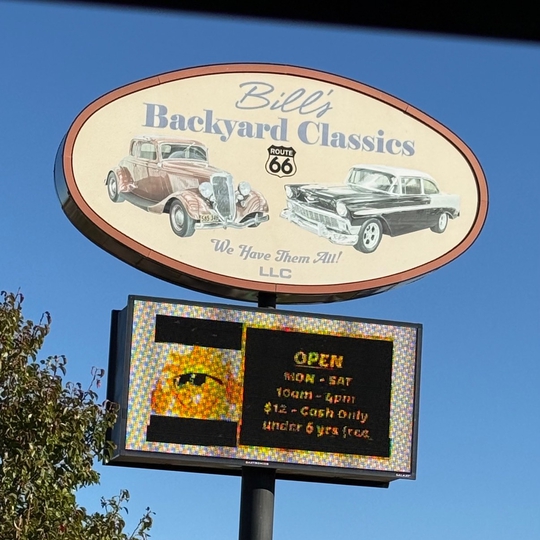 Bill's
Backyard Classics
ROUTE
66
We Have Them All!
LLC
OPEN
MON - SAT
10am - 4pm
$12 - Cash Only
under 6 yrs free